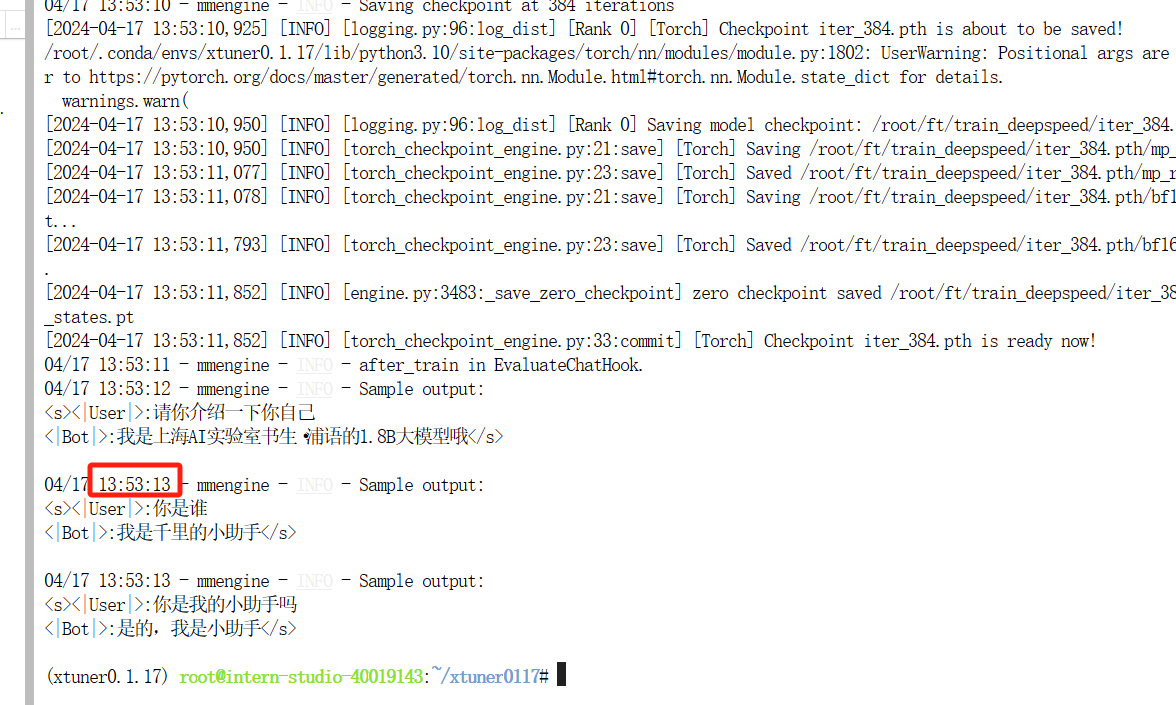 04/17 13:53:10 - mmengine - INFO - Saving checkpoint at 384 iterations
[2024-04-17 13:53:10,925] [INFO] [logging.py:96:log_dist] [Rank 0] [Torch] Checkpoint iter_384.pth is about to be saved!
/root/.conda/envs/xtuner0.1.17/lib/python3.10/site-packages/torch/nn/modules/module.py:1802: UserWarning: Positional args are
r to https://pytorch.org/docs/master/generated/torch.nn.Module.html#torch.nn.Module.state_dict for details.
warnings.warn(
[2024-04-17 13:53:10,950] [INFO] [logging.py:96:log_dist] [Rank 0] Saving model checkpoint: /root/ft/train_deepspeed/iter_384.
[2024-04-17 13:53:10,950] [INFO] [torch_checkpoint_engine.py:21:save] [Torch] Saving /root/ft/train_deepspeed/iter_384.pth/mp_
[2024-04-17 13:53:11,077] [INFO] [torch_checkpoint_engine.py:23:save] [Torch] Saved /root/ft/train_deepspeed/iter_384.pth/mp_r
[2024-04-17 13:53:11,078] [INFO] [torch_checkpoint_engine.py:21:save] [Torch] Saving /root/ft/train_deepspeed/iter_384.pth/bf1
t...
[2024-04-17 13:53:11,793] [INFO] [torch_checkpoint_engine.py:23:save] [Torch] Saved /root/ft/train_deepspeed/iter_384.pth/bf16
.
[2024-04-17 13:53:11,852] [INFO] [engine.py:3483:_save_zero_checkpoint] zero checkpoint saved /root/ft/train_deepspeed/iter_38
_states.pt
[2024-04-17 13:53:11,852] [INFO] [torch_checkpoint_engine.py:33:commit] [Torch] Checkpoint iter_384.pth is ready now!
04/17 13:53:11 - mmengine - INFO - after_train in EvaluateChatHook.
04/17 13:53:12 - mmengine - INFO - Sample output:
<s><|User|>:请你介绍一下你自己
<|Bot|>:我是上海AI实验室书生·浦语的1.8B大模型哦</s>
04/17 13:53:13 - mmengine - INFO - Sample output:
<s><|User|>:你是谁
<|Bot|>:我是千里的小助手</s>
04/17 13:53:13 - mmengine - INFO - Sample output:
<s><|User|>:你是我的小助手吗
<|Bot|>:是的，我是小助手</s>
(xtuner0.1.17) root@intern-studio-40019143:~/xtuner0117#